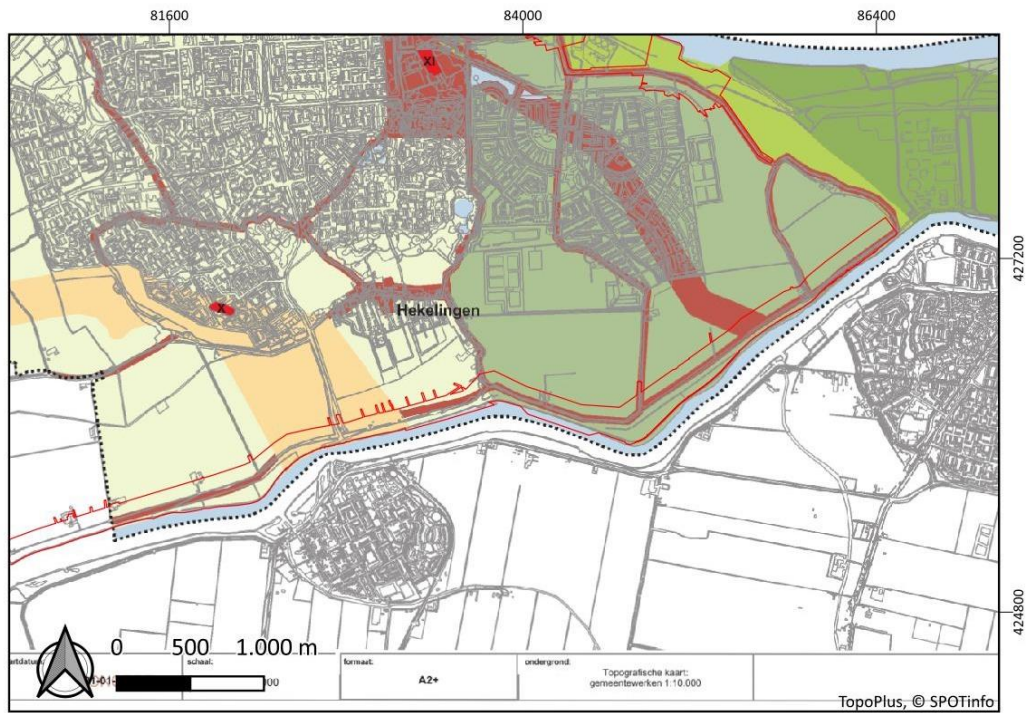 81600
84000
86400
XI
427200
X
Hekelingen
424800
0 500 1.000 m
schaal:
formaat:
A2+
ondergrond:
Topografische kaart:
gemeentewerken 1:10.000
TopoPlus, © SPOTinfo